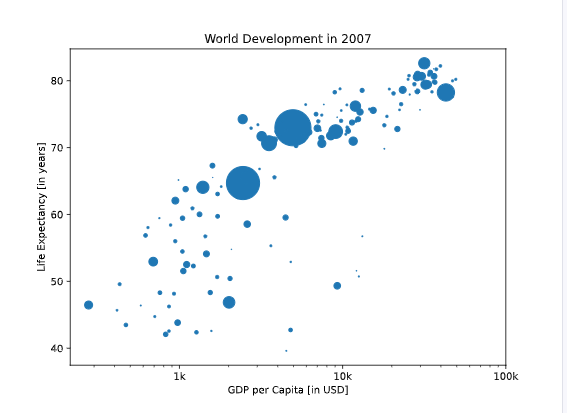 World Development in 2007
80
70
60
50
40
Life Expectancy [in years]
1k
10k
100k
GDP per Capita [in USD]